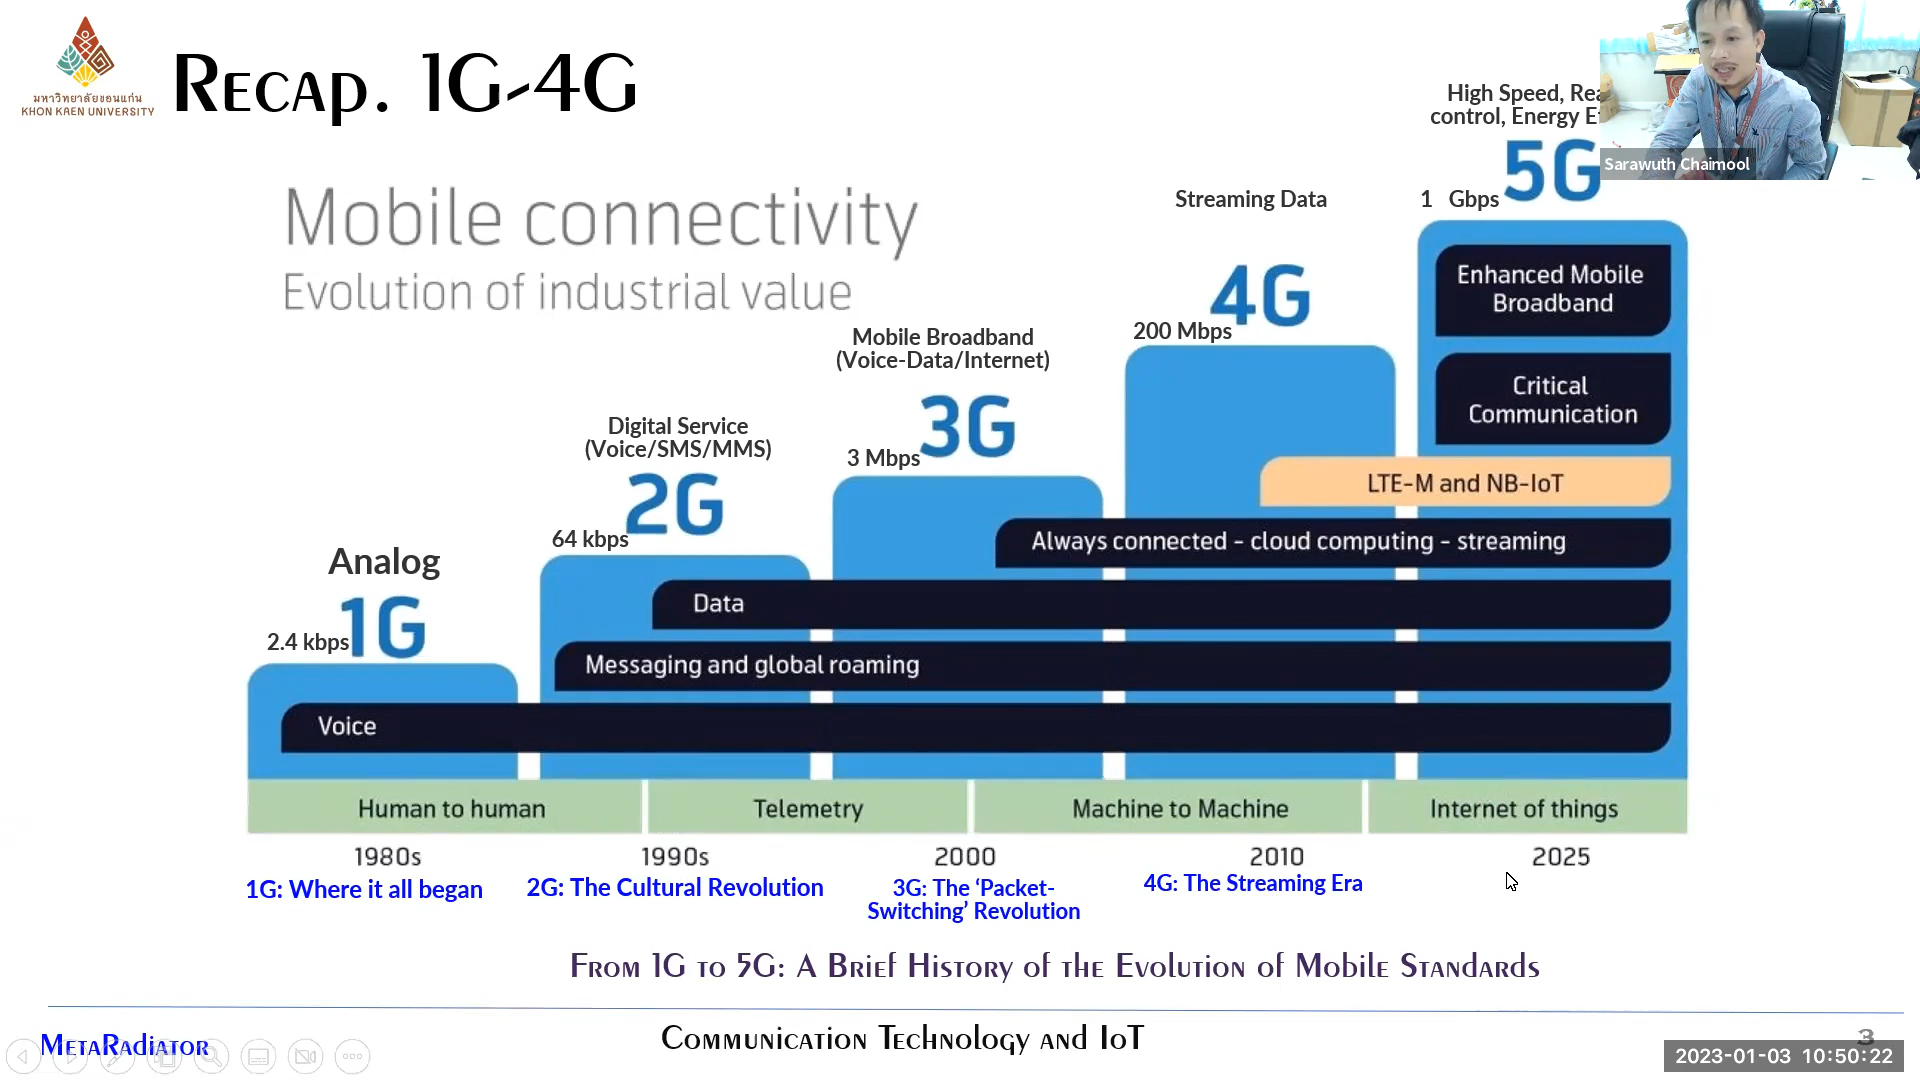 มหาวิทยาลัยขอนแก่น
KHON KAEN UNIVERSITY
Recap. 1G-4G
Mobile connectivity
Evolution of industrial value
Analog
1G
2.4 kbps
Digital Service
(Voice/SMS/MMS)
2G
64 kbps
Mobile Broadband
(Voice-Data/Internet)
3G
3 Mbps
Streaming Data
4G
200 Mbps
High Speed,
control, Energy
5G
1 Gbps
Sarawuth Chaimool
Enhanced Mobile
Broadband
Critical
Communication
LTE-M and NB-IoT
Always connected - cloud computing - streaming
Data
Messaging and global roaming
Voice
Human to human
Telemetry
Machine to Machine
Internet of things
1980s
1990s
2000
2010
2025
1G: Where it all began
2G: The Cultural Revolution
3G: The ‘Packet-
Switching’ Revolution
4G: The Streaming Era
From 1G to 5G: A Brief History of the Evolution of Mobile Standards
MetaRadiator
Communication Technology and IoT
3
2023-01-03 10:50:22